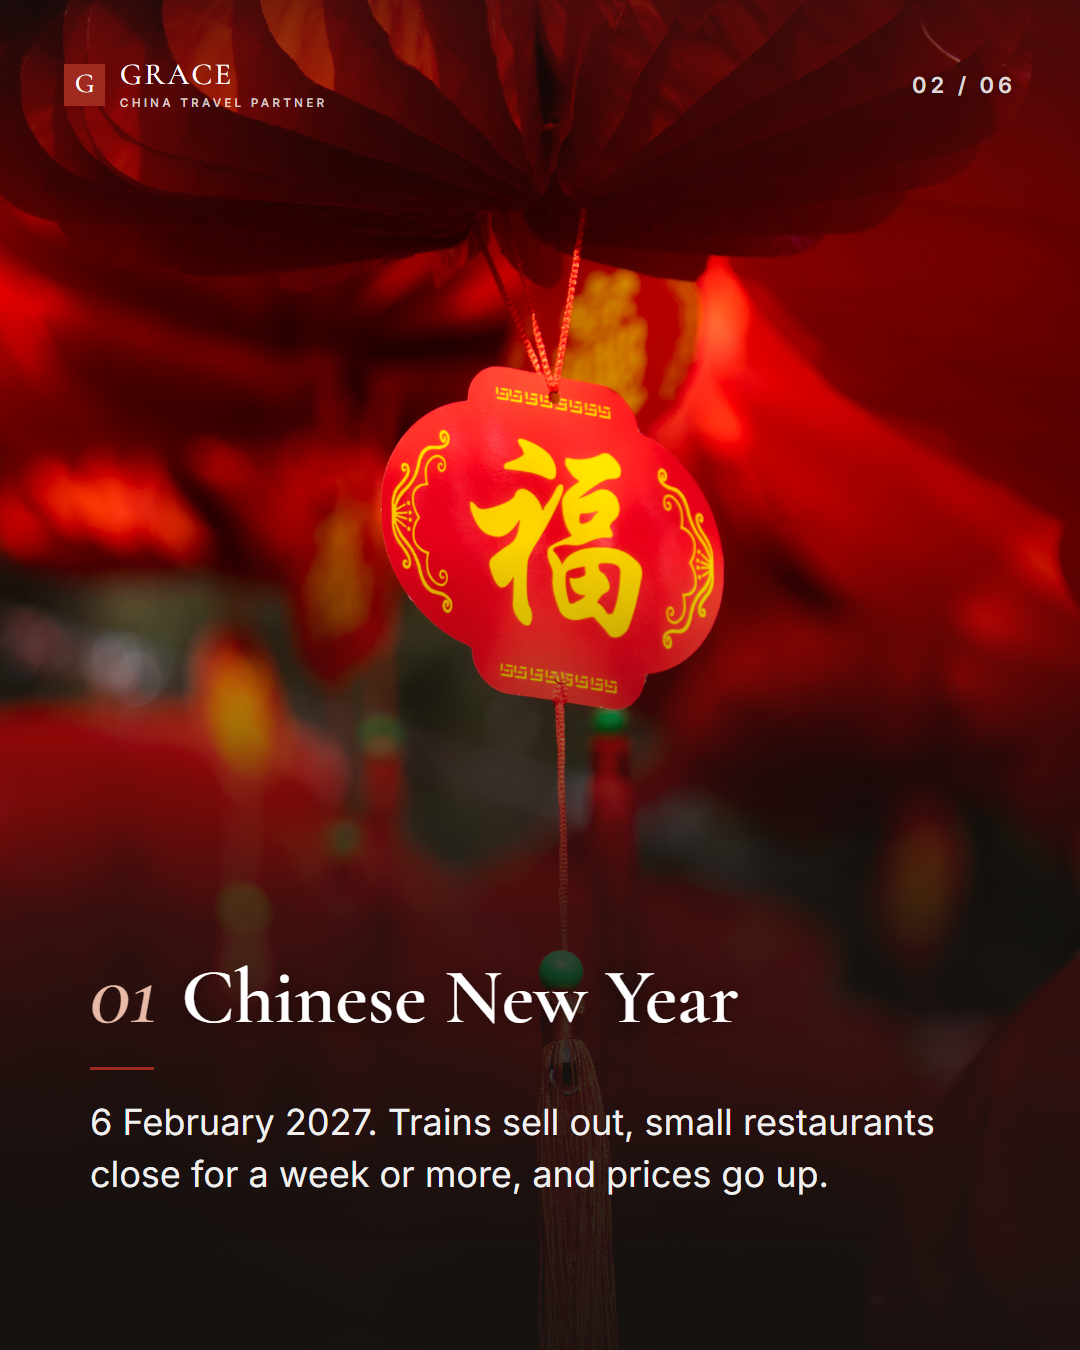 G
GRACE
CHINA TRAVEL PARTNER
02 / 06
福
01 Chinese New Year
6 February 2027. Trains sell out, small restaurants
close for a week or more, and prices go up.